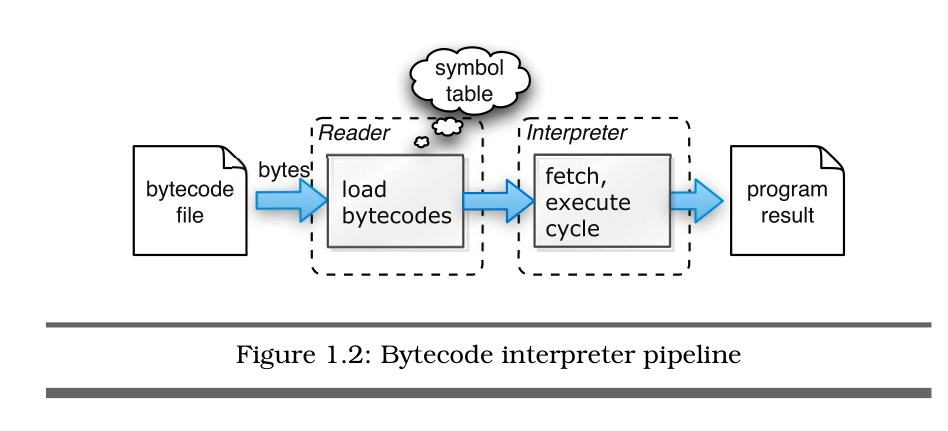 symbol
table
Reader
Interpreter
bytecode
file
bytes
load
bytecodes
fetch,
execute
cycle
program
result
Figure 1.2: Bytecode interpreter pipeline